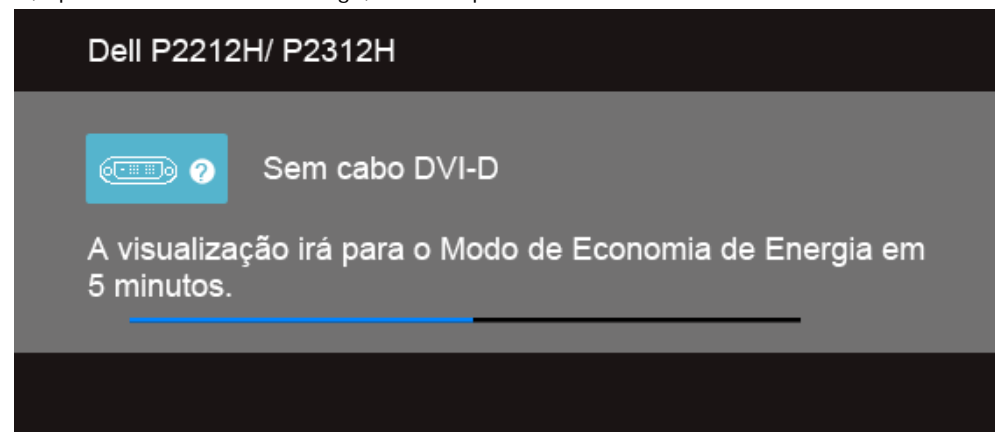 Dell P2212H/ P2312H
Sem cabo DVI-D
A visualização irá para o Modo de Economia de Energia em
5 minutos.